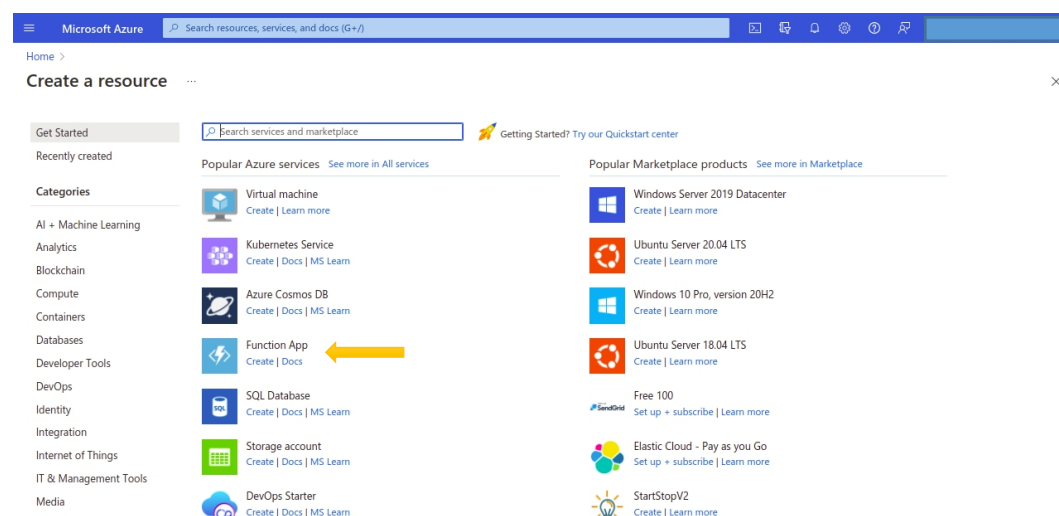 Microsoft Azure
Search resources, services, and docs (G+/)
Home >
Create a resource ...
Get Started
Recently created
Categories
AI + Machine Learning
Analytics
Blockchain
Compute
Containers
Databases
Developer Tools
DevOps
Identity
Integration
Internet of Things
IT & Management Tools
Media
Search services and marketplace
Getting Started? Try our Quickstart center
Popular Azure services See more in All services
Virtual machine
Create | Learn more
Kubernetes Service
Create | Docs | MS Learn
Azure Cosmos DB
Create | Docs | MS Learn
Function App
Create | Docs
SQL
SQL Database
Create | Docs | MS Learn
Storage account
Create | Docs | MS Learn
DevOps Starter
Create | Docs | MS Learn
Popular Marketplace products See more in Marketplace
Windows Server 2019 Datacenter
Create | Learn more
Ubuntu Server 20.04 LTS
Create | Learn more
Windows 10 Pro, version 20H2
Create | Learn more
Ubuntu Server 18.04 LTS
Create | Learn more
SendGrid
Free 100
Set up + subscribe | Learn more
Elastic Cloud - Pay as you Go
Set up + subscribe | Learn more
StartStopV2
Create | Learn more